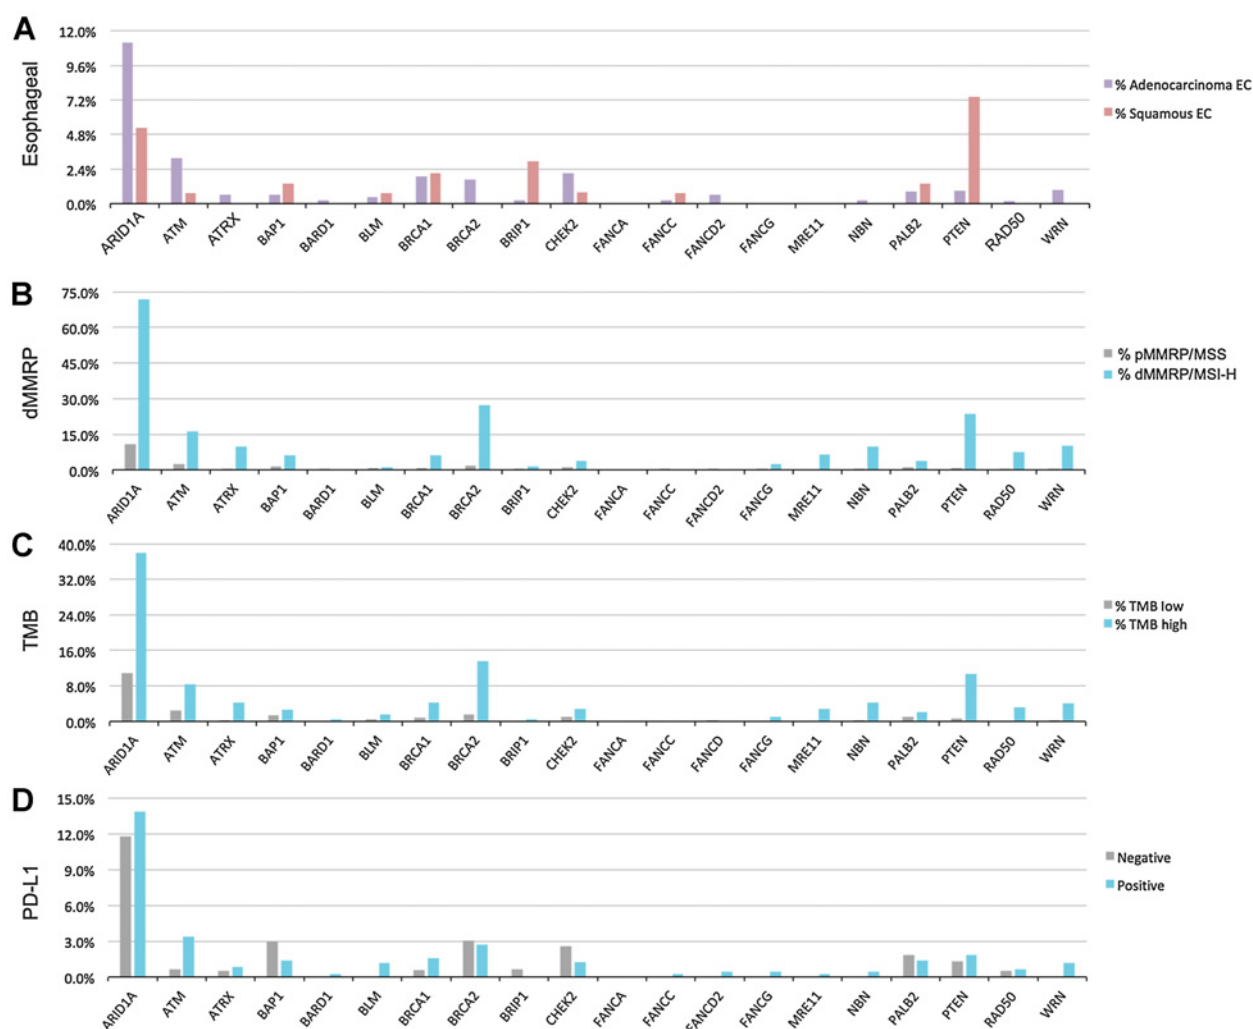 A
Esophageal
12.0%
9.6%
7.2%
4.8%
2.4%
0.0%
ARID1A ATM ATRX BAP1 BARD1 BLM BRCA1 BRCA2 BRIP1 CHEK2 FANCA FANCC FANCD2 FANCG MRE11 NBN PALB2 PTEN RAD50 WRN
% Adenocarcinoma EC
% Squamous EC
B
dMMRP
75.0%
60.0%
45.0%
30.0%
15.0%
0.0%
ARID1A ATM ATRX BAP1 BARD1 BLM BRCA1 BRCA2 BRIP1 CHEK2 FANCA FANCC FANCD2 FANCG MRE11 NBN PALB2 PTEN RAD50 WRN
% pMMRP/MSS
% dMMRP/MSI-H
C
TMB
40.0%
32.0%
24.0%
16.0%
8.0%
0.0%
ARID1A ATM ATRX BAP1 BARD1 BLM BRCA1 BRCA2 BRIP1 CHEK2 FANCA FANCC FANCD FANCG MRE11 NBN PALB2 PTEN RAD50 WRN
% TMB low
% TMB high
D
PD-L1
15.0%
12.0%
9.0%
6.0%
3.0%
0.0%
ARID1A ATM ATRX BAP1 BARD1 BLM BRCA1 BRCA2 BRIP1 CHEK2 FANCA FANCC FANCD2 FANCG MRE11 NBN PALB2 PTEN RAD50 WRN
Negative
Positive